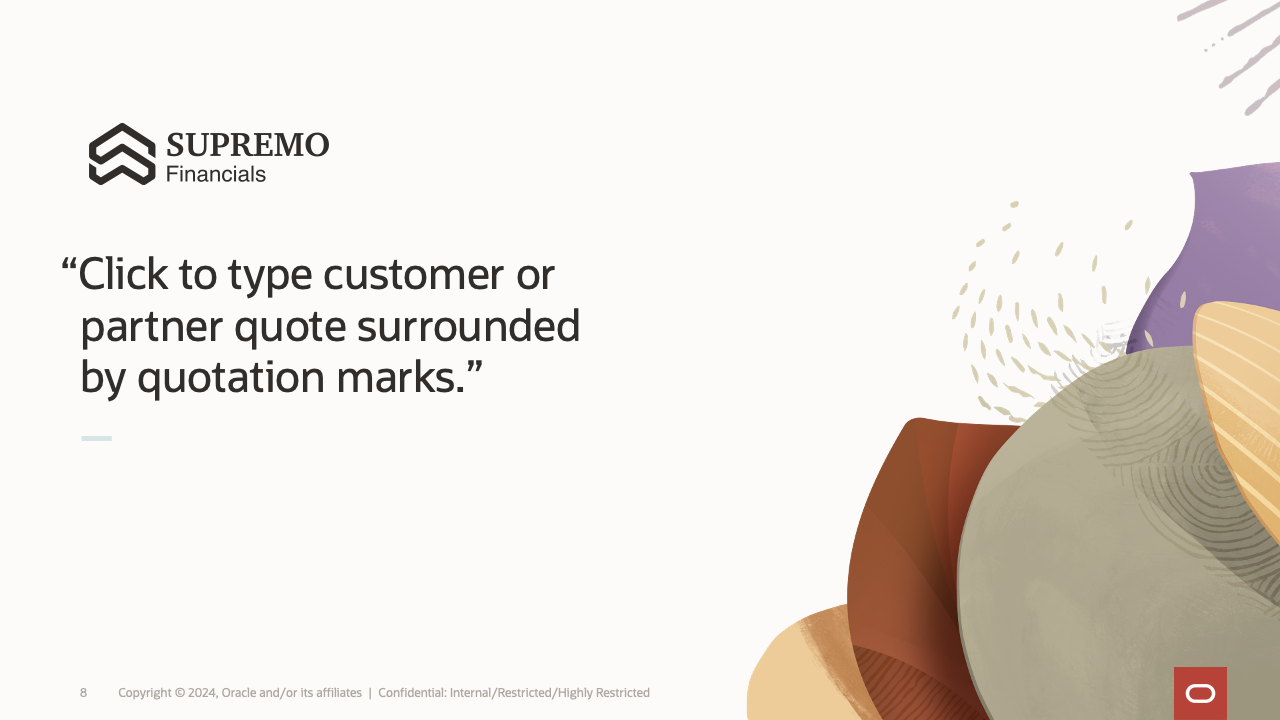 SUPREMO
Financials
“Click to type customer or
partner quote surrounded
by quotation marks.”
8 Copyright © 2024, Oracle and/or its affiliates | Confidential: Internal/Restricted/Highly Restricted